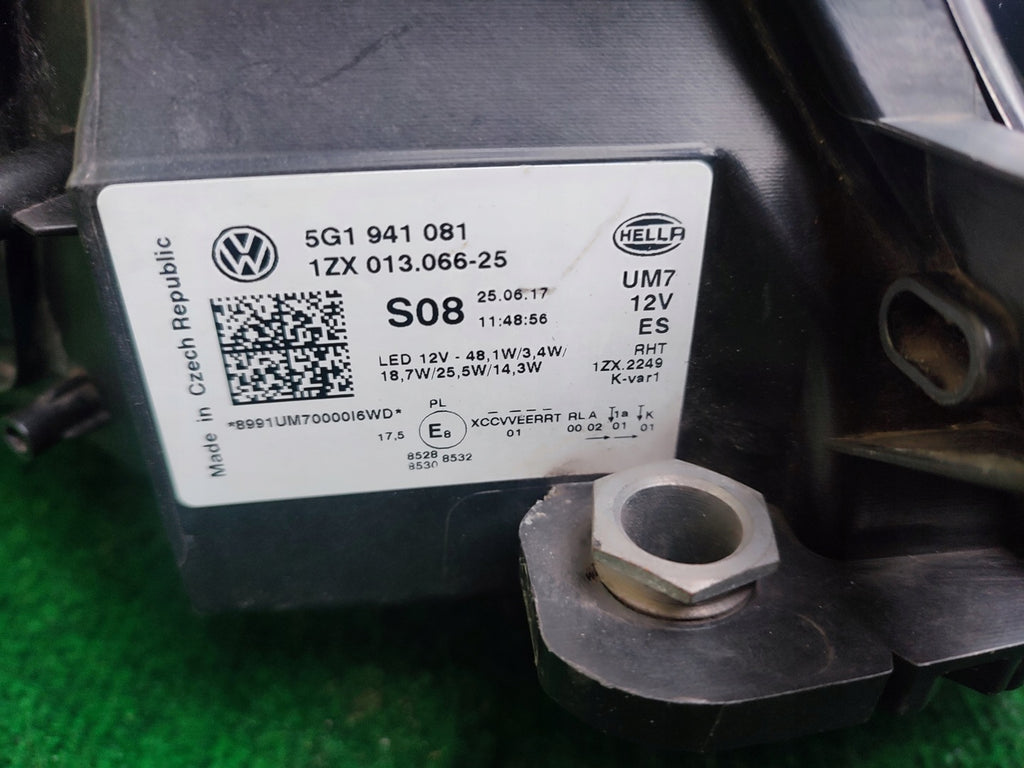 Made in Czech Republic
5G1 941 081
1ZX 013.066-25
S08
25.06.17
11:48:56
HELLA
UM7
12V
ES
RHT
1ZX.2249
K-var1
LED 12V - 48,1W/3,4W/
18,7W/25,5W/14,3W
*8991UM70000I6WD*
PL
17,5
E8
8528
8530 8532
XCCVVEERRT
01
RL A 1a K
00 02 01 01